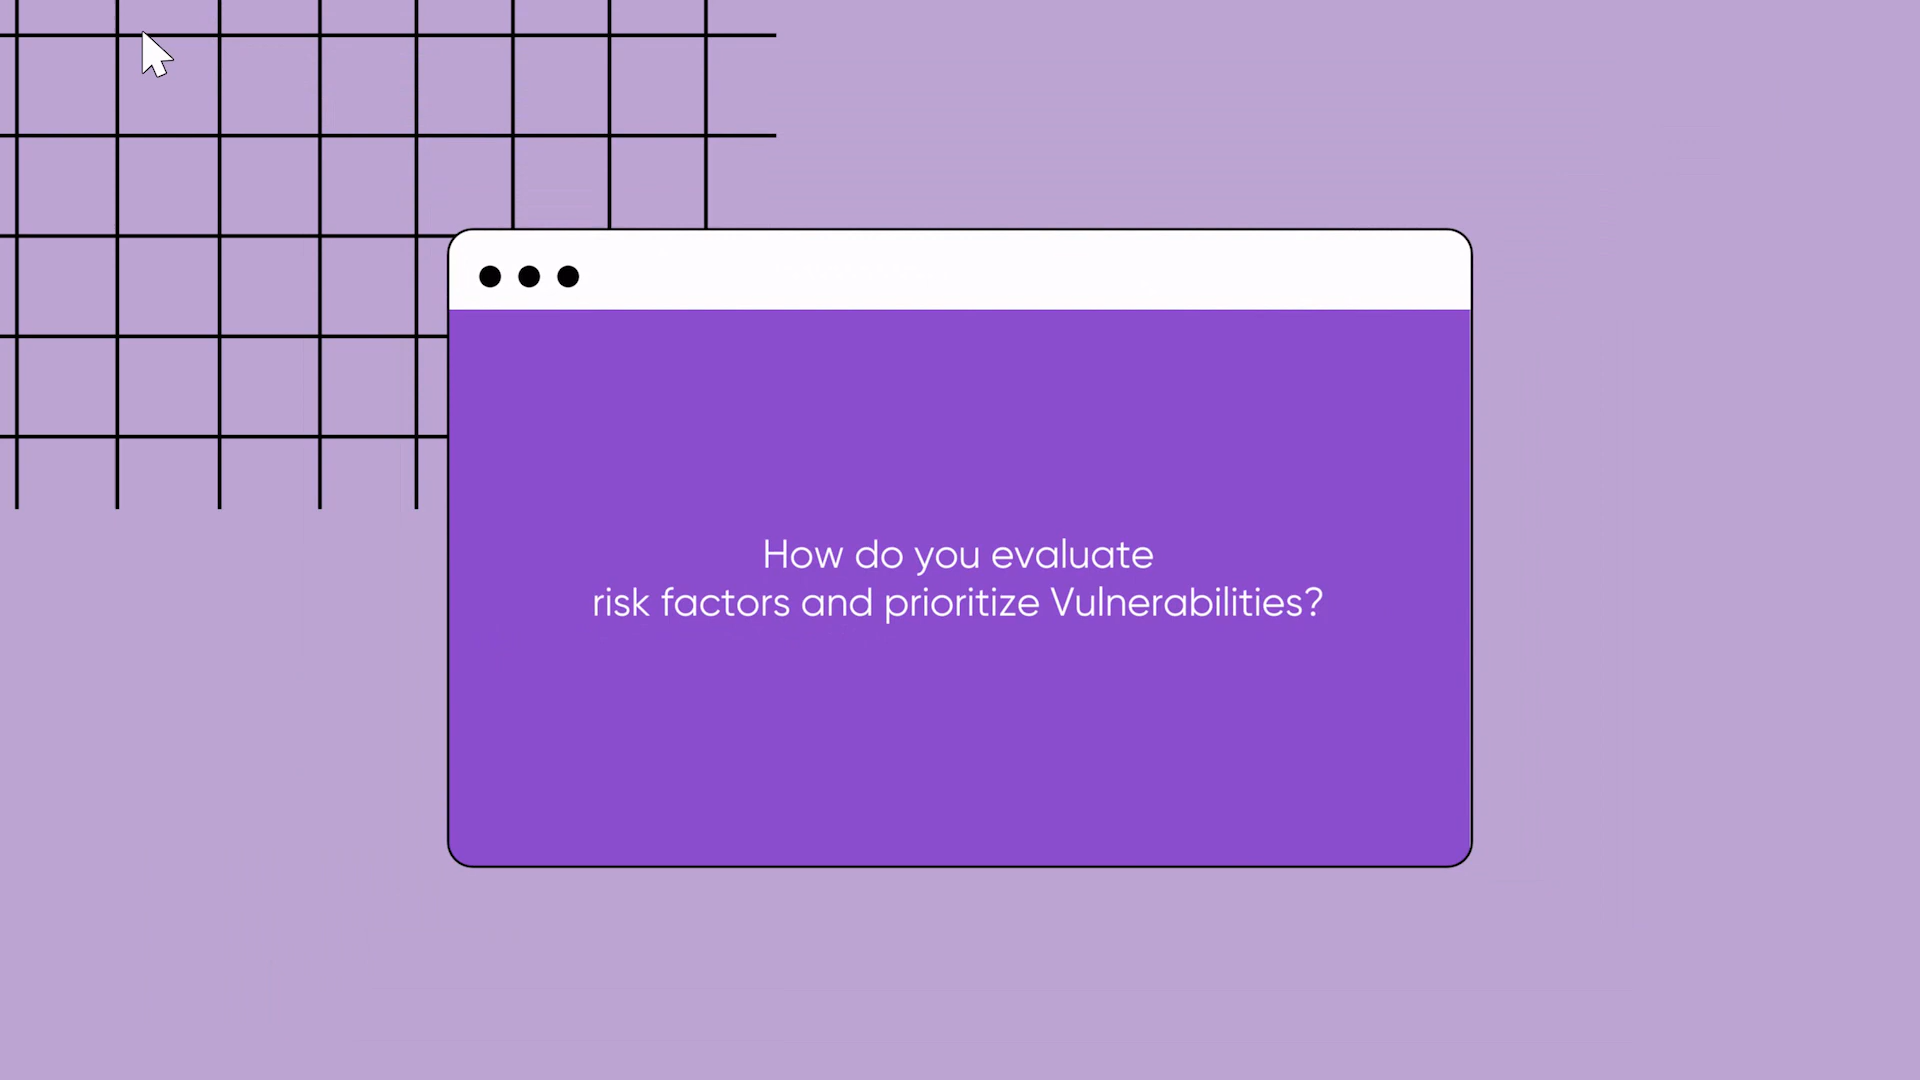 How do you evaluate
risk factors and prioritize Vulnerabilities?